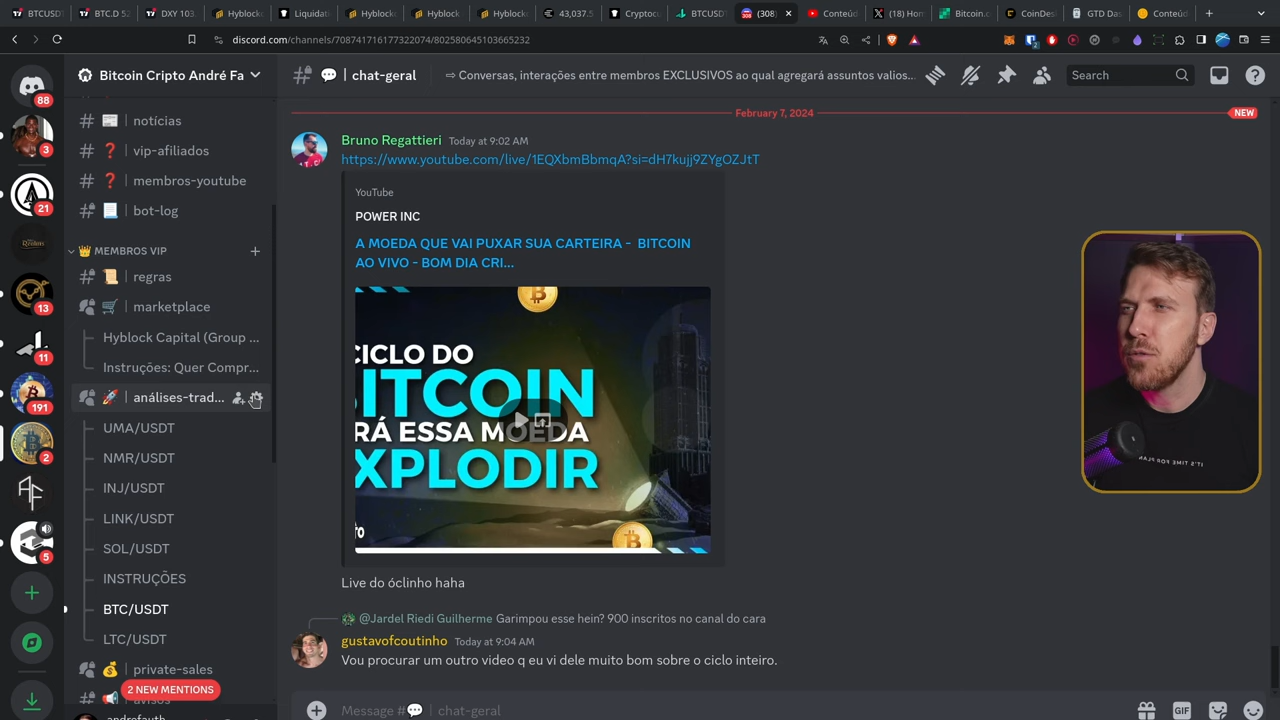 BTCUSD
BTC.D 52
DXY 103
Hyblock
Liquidati
Hyblock
Hyblock
Hyblock
43,037.5
Cryptocu
BTCUSD
(308)
Conteúd
(18) Hom
Bitcoin.c
CoinDes
GTD Das
Conteúd
discord.com/channels/708741716177322074/802580645103665232
Bitcoin Cripto André Fa
chat-geral
⇨ Conversas, interações entre membros EXCLUSIVOS ao qual agregará assuntos valios...
Search
88
3
21
13
11
191
2
5
notícias
vip-afiliados
membros-youtube
bot-log
MEMBROS VIP
regras
marketplace
Hyblock Capital (Group ...
Instruções: Quer Compr...
análises-trad...
UMA/USDT
NMR/USDT
INJ/USDT
LINK/USDT
SOL/USDT
INSTRUÇÕES
BTC/USDT
LTC/USDT
private-sales
2 NEW MENTIONS
avisos
andrefauth
February 7, 2024
NEW
Bruno Regattieri Today at 9:02 AM
https://www.youtube.com/live/1EQXbmBbmqA?si=dH7kujj9ZYgOZJtT
YouTube
POWER INC
A MOEDA QUE VAI PUXAR SUA CARTEIRA - BITCOIN
AO VIVO - BOM DIA CRI...
CICLO DO
BITCOIN
RÁ ESSA MOEDA
EXPLODIR
Live do óclinho haha
@Jardel Riedi Guilherme Garimpou esse hein? 900 inscritos no canal do cara
gustavofcoutinho Today at 9:04 AM
Vou procurar um outro video q eu vi dele muito bom sobre o ciclo inteiro.
Message #💬 | chat-geral
GIF